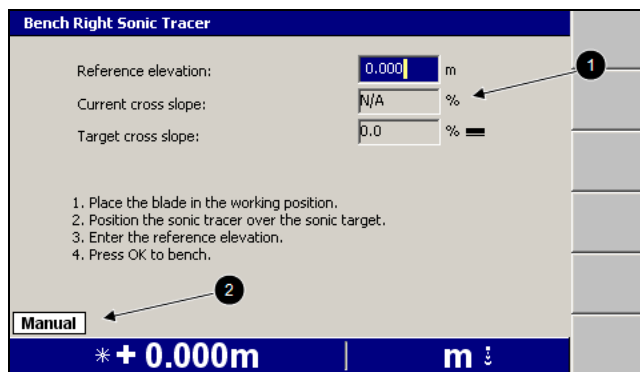 Bench Right Sonic Tracer
Reference elevation: 0.000 m
Current cross slope: N/A %
Target cross slope: 0.0 %
1
1. Place the blade in the working position.
2. Position the sonic tracer over the sonic target.
3. Enter the reference elevation.
4. Press OK to bench.
2
Manual
+ 0.000m m